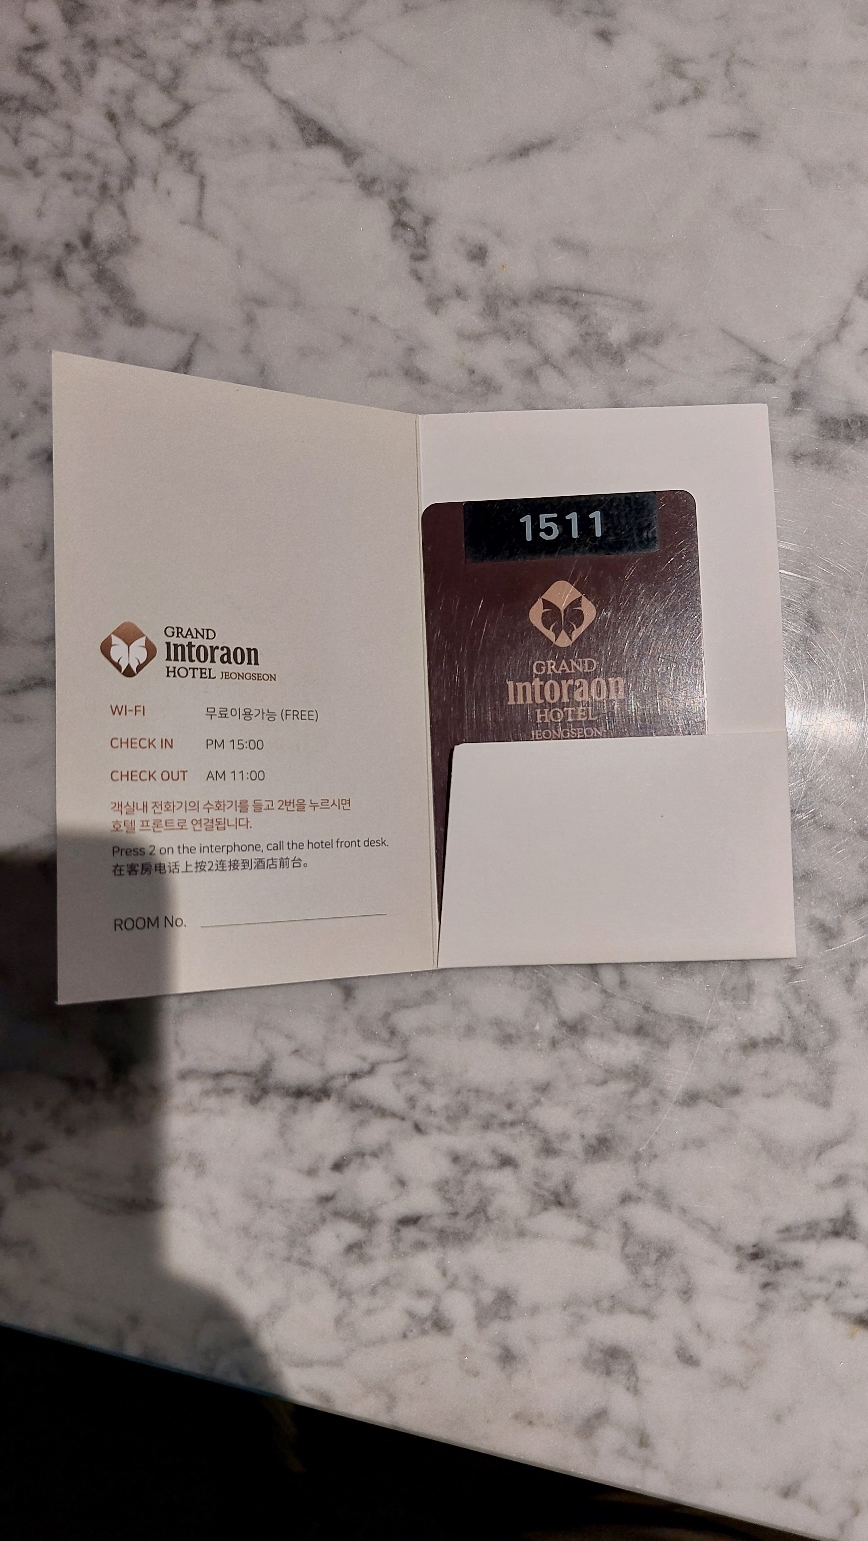 GRAND
Intoraon
HOTEL JEONGSEON
WI-FI 무료이용가능 (FREE)
CHECK IN PM 15:00
CHECK OUT AM 11:00
객실내 전화기의 수화기를 들고 2번을 누르시면
호텔 프론트로 연결됩니다.
Press 2 on the interphone, call the hotel front desk.
在客房电话上按2连接到酒店前台。
ROOM No.
1511
GRAND
Intoraon
HOTEL
JEONGSEON